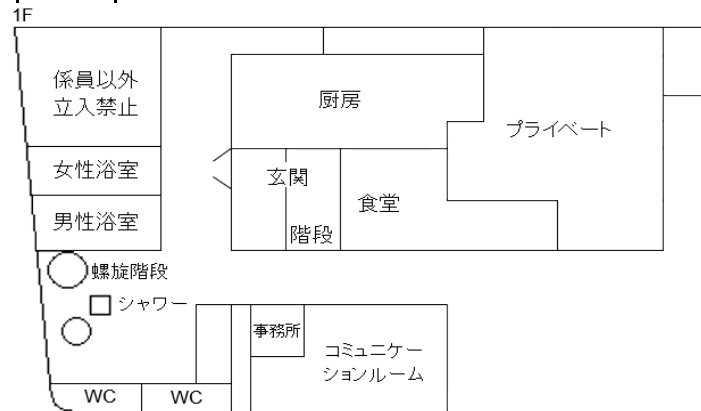 1F
係員以外
立入禁止
厨房
プライベート
女性浴室
玄関
男性浴室
食堂
階段
螺旋階段
シャワー
事務所
コミュニケー
ションルーム
WC
WC